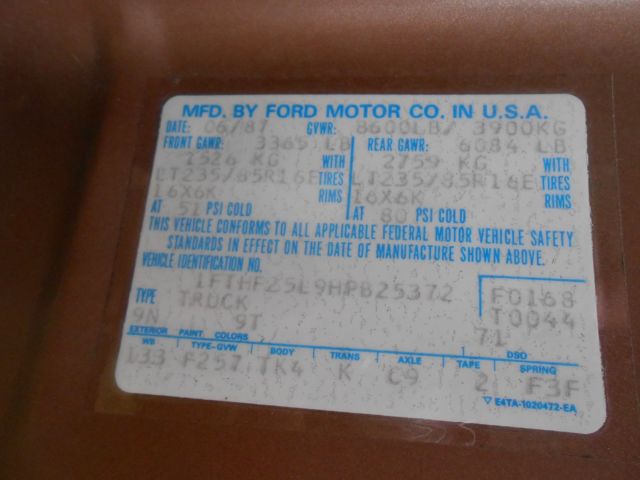 MFD. BY FORD MOTOR CO. IN U.S.A.
DATE: 06/87 GVWR: 8600LB/ 3900KG
FRONT GAWR: 3365 LB REAR GAWR: 6084 LB
1526 KG WITH 2759 KG WITH
LT235/85R16E TIRES LT235/85R16E TIRES
16X6K RIMS 16X6K RIMS
AT 51 PSI COLD AT 80 PSI COLD
THIS VEHICLE CONFORMS TO ALL APPLICABLE FEDERAL MOTOR VEHICLE SAFETY
STANDARDS IN EFFECT ON THE DATE OF MANUFACTURE SHOWN ABOVE.
VEHICLE IDENTIFICATION NO.
1FTHF25L9HPB25372 F0168
TYPE TRUCK T0044
9N 9T 71
EXTERIOR PAINT COLORS DSO
WB TYPE-GVW BODY TRANS AXLE TAPE SPRING
133 F257 TK4 K C9 2 F3F
▽ E4TA-1020472-EA